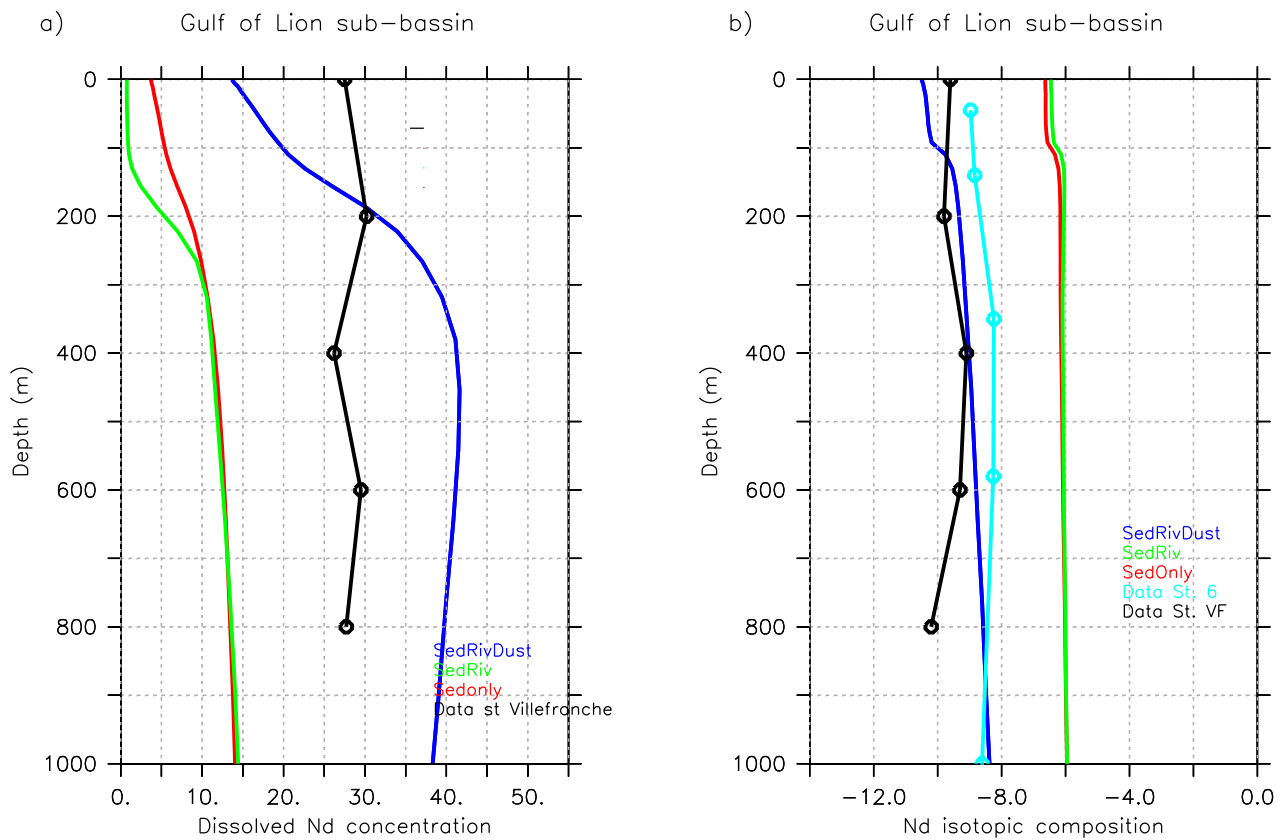 a) Gulf of Lion sub-bassin
0
200
400
600
800
1000
Depth (m)
0. 10. 20. 30. 40. 50.
Dissolved Nd concentration
SedRivDust
SedRiv
Sedonly
Data st Villefranche
b) Gulf of Lion sub-bassin
0
200
400
600
800
1000
Depth (m)
-12.0 -8.0 -4.0 0.0
Nd isotopic composition
SedRivDust
SedRiv
SedOnly
Data St. 6
Data St. VF